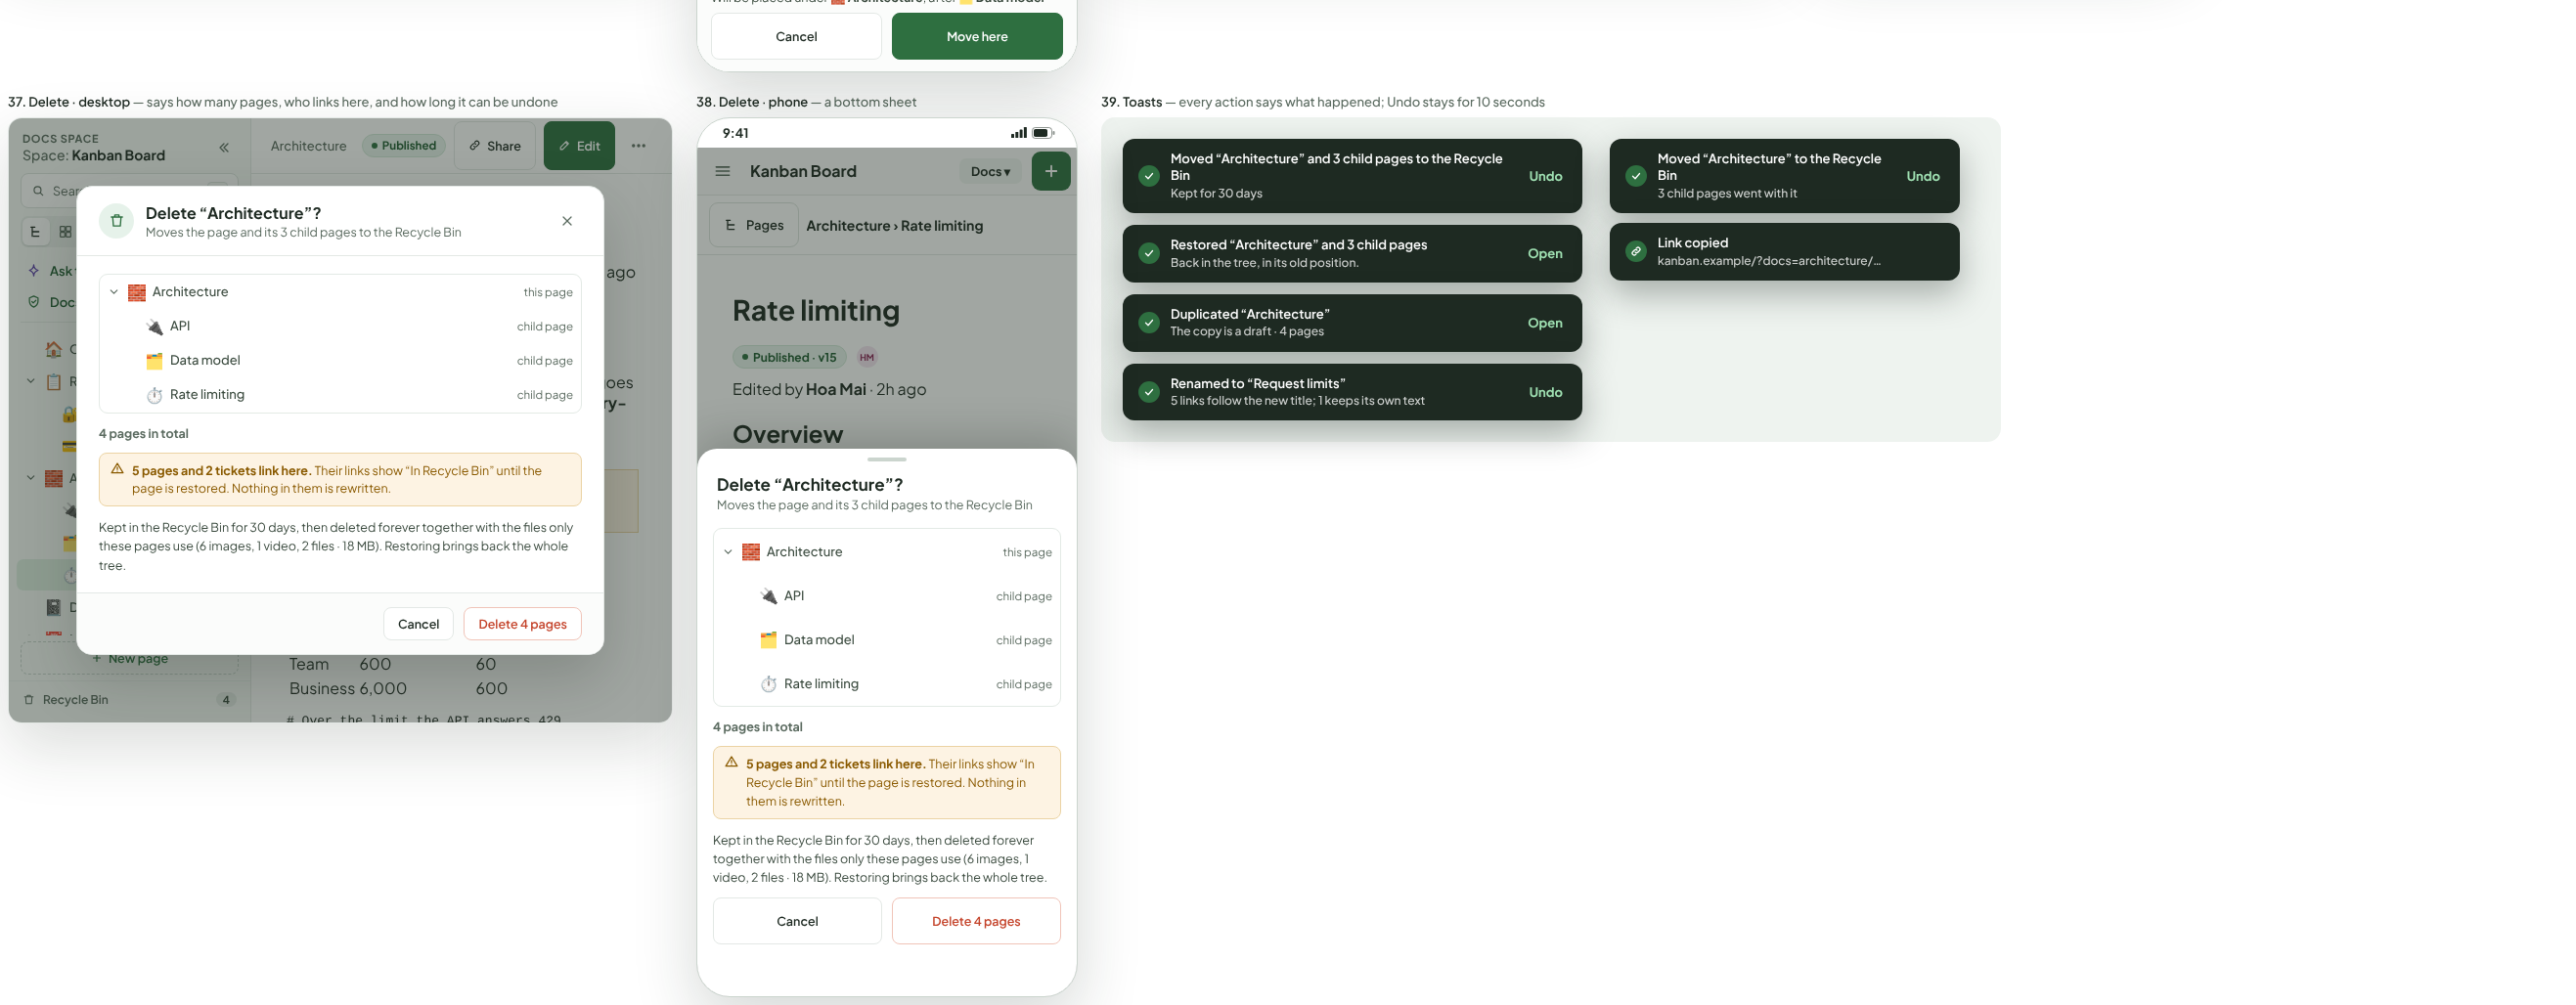 Will be placed under Architecture, after Data model
Cancel
Move here
37. Delete · desktop — says how many pages, who links here, and how long it can be undone
DOCS SPACE
Space: Kanban Board
Architecture
Published
Share
Edit
Sear
Delete “Architecture”?
Moves the page and its 3 child pages to the Recycle Bin
Ask
Doc
ago
Architecture
this page
API
child page
Data model
child page
Rate limiting
child page
oes
ry-
4 pages in total
5 pages and 2 tickets link here. Their links show “In Recycle Bin” until the
page is restored. Nothing in them is rewritten.
Kept in the Recycle Bin for 30 days, then deleted forever together with the files only
these pages use (6 images, 1 video, 2 files · 18 MB). Restoring brings back the whole
tree.
Cancel
Delete 4 pages
+ New page
Team 600 60
Business 6,000 600
Recycle Bin
4
# Over the limit the API answers 429
38. Delete · phone — a bottom sheet
9:41
Kanban Board
Docs ▾
Pages
Architecture › Rate limiting
Rate limiting
Published · v15
HM
Edited by Hoa Mai · 2h ago
Overview
Delete “Architecture”?
Moves the page and its 3 child pages to the Recycle Bin
Architecture
this page
API
child page
Data model
child page
Rate limiting
child page
4 pages in total
5 pages and 2 tickets link here. Their links show “In
Recycle Bin” until the page is restored. Nothing in
them is rewritten.
Kept in the Recycle Bin for 30 days, then deleted forever
together with the files only these pages use (6 images, 1
video, 2 files · 18 MB). Restoring brings back the whole tree.
Cancel
Delete 4 pages
39. Toasts — every action says what happened; Undo stays for 10 seconds
Moved “Architecture” and 3 child pages to the Recycle
Bin
Kept for 30 days
Undo
Restored “Architecture” and 3 child pages
Back in the tree, in its old position.
Open
Duplicated “Architecture”
The copy is a draft · 4 pages
Open
Renamed to “Request limits”
5 links follow the new title; 1 keeps its own text
Undo
Moved “Architecture” to the Recycle
Bin
3 child pages went with it
Undo
Link copied
kanban.example/?docs=architecture/…